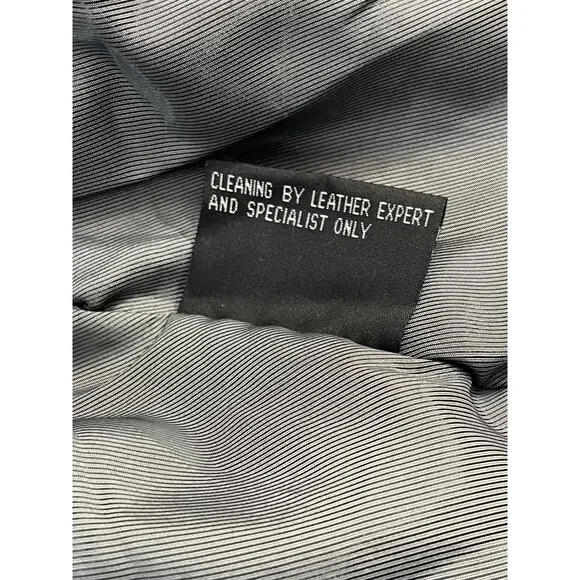 CLEANING BY LEATHER EXPERT
AND SPECIALIST ONLY